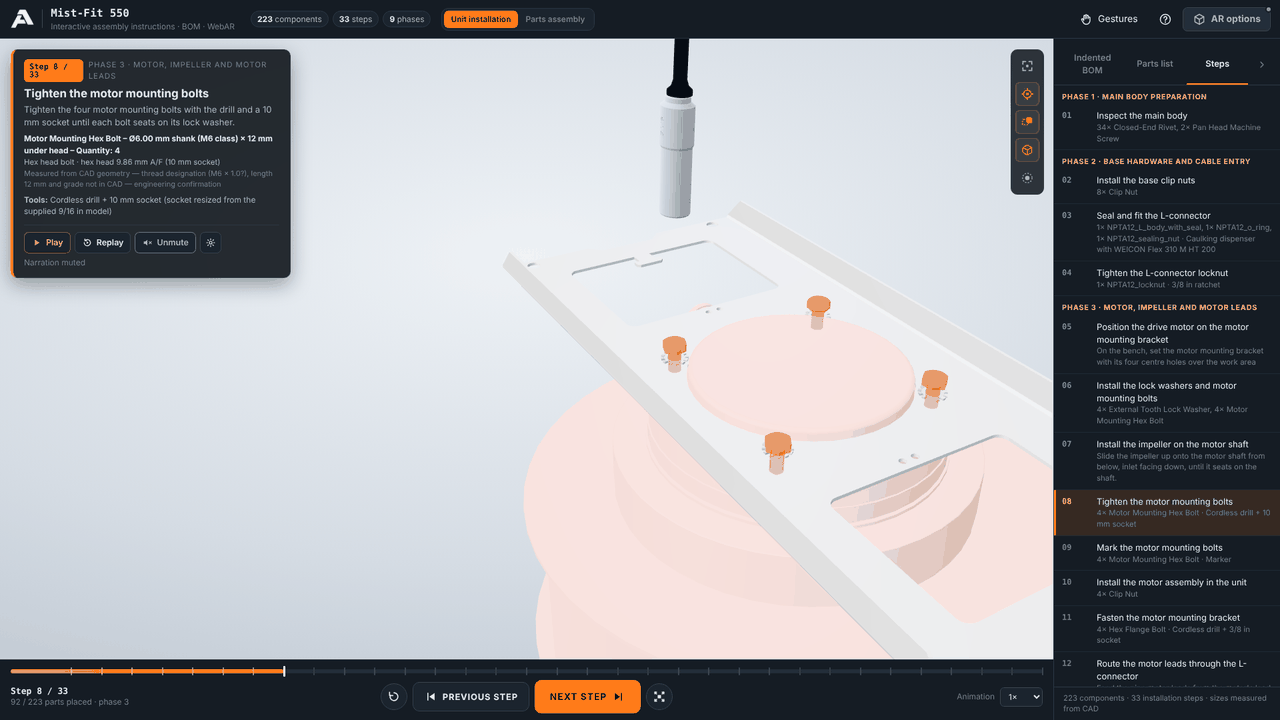 Mist-Fit 550
Interactive assembly instructions · BOM · WebAR
223 components
33 steps
9 phases
Unit installation
Parts assembly
Gestures
AR options
Step 8 / 33
PHASE 3 · MOTOR, IMPELLER AND MOTOR LEADS
Tighten the motor mounting bolts
Tighten the four motor mounting bolts with the drill and a 10
mm socket until each bolt seats on its lock washer.
Motor Mounting Hex Bolt – Ø6.00 mm shank (M6 class) × 12 mm
under head – Quantity: 4
Hex head bolt · hex head 9.86 mm A/F (10 mm socket)
Measured from CAD geometry — thread designation (M6 × 1.0?), length
12 mm and grade not in CAD — engineering confirmation
Tools: Cordless drill + 10 mm socket (socket resized from the
supplied 9/16 in model)
Play
Replay
Unmute
Narration muted
Indented
BOM
Parts list
Steps
PHASE 1 · MAIN BODY PREPARATION
01
Inspect the main body
34× Closed-End Rivet, 2× Pan Head Machine
Screw
PHASE 2 · BASE HARDWARE AND CABLE ENTRY
02
Install the base clip nuts
8× Clip Nut
03
Seal and fit the L-connector
1× NPTA12_L_body_with_seal, 1× NPTA12_o_ring,
1× NPTA12_sealing_nut · Caulking dispenser
with WEICON Flex 310 M HT 200
04
Tighten the L-connector locknut
1× NPTA12_locknut · 3/8 in ratchet
PHASE 3 · MOTOR, IMPELLER AND MOTOR LEADS
05
Position the drive motor on the motor
mounting bracket
On the bench, set the motor mounting bracket
with its four centre holes over the work area
06
Install the lock washers and motor
mounting bolts
4× External Tooth Lock Washer, 4× Motor
Mounting Hex Bolt
07
Install the impeller on the motor shaft
Slide the impeller up onto the motor shaft from
below, inlet facing down, until it seats on the
shaft.
08
Tighten the motor mounting bolts
4× Motor Mounting Hex Bolt · Cordless drill + 10
mm socket
09
Mark the motor mounting bolts
4× Motor Mounting Hex Bolt · Marker
10
Install the motor assembly in the unit
4× Clip Nut
11
Fasten the motor mounting bracket
4× Hex Flange Bolt · Cordless drill + 3/8 in
socket
12
Route the motor leads through the L-
connector
223 components · 33 installation steps · sizes measured
from CAD
Step 8 / 33
92 / 223 parts placed · phase 3
PREVIOUS STEP
NEXT STEP
Animation
1×